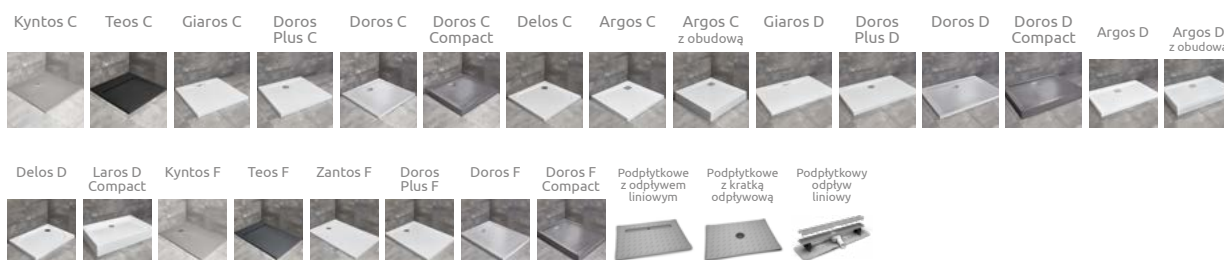 Kyntos C
Teos C
Giaros C
Doros
Plus C
Doros C
Doros C
Compact
Delos C
Argos C
Argos C
z obudową
Giaros D
Doros
Plus D
Doros D
Doros D
Compact
Argos D
Argos D
z obudową
Delos D
Laros D
Compact
Kyntos F
Teos F
Zantos F
Doros
Plus F
Doros F
Doros F
Compact
Podpłytkowe
z odpływem
liniowym
Podpłytkowe
z kratką
odpływową
Podpłytkowy
odpływ
liniowy